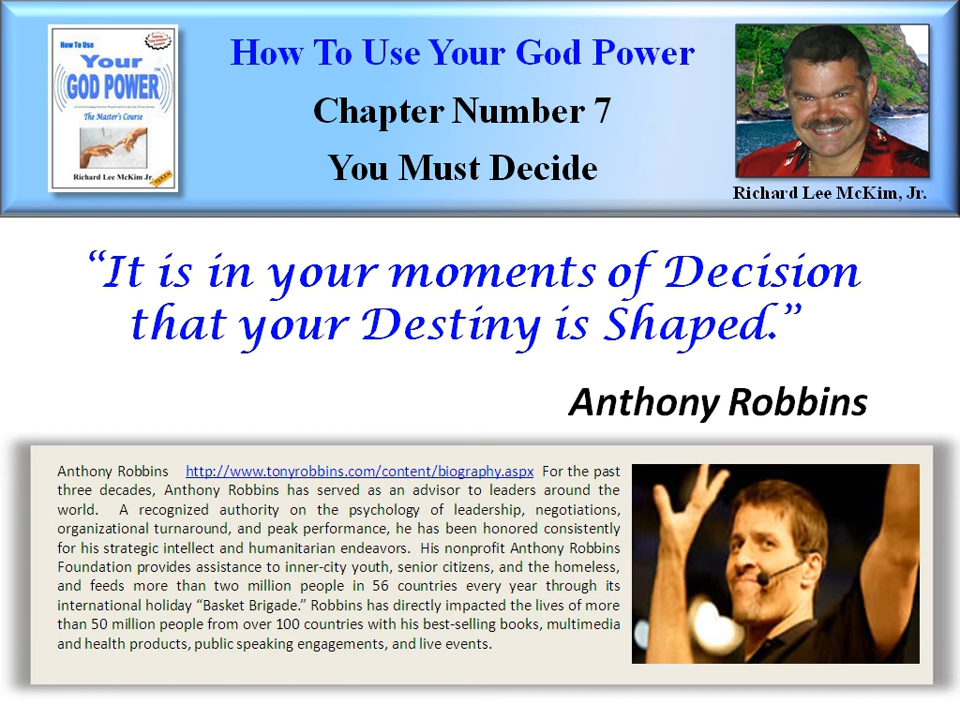 How To Use
Your
GOD POWER
The Master's Course
Richard Lee McKim Jr.
How To Use Your God Power
Chapter Number 7
You Must Decide
Richard Lee McKim, Jr.
“It is in your moments of Decision
that your Destiny is Shaped.”
Anthony Robbins
Anthony Robbins http://www.tonyrobbins.com/content/biography.aspx For the past
three decades, Anthony Robbins has served as an advisor to leaders around the
world. A recognized authority on the psychology of leadership, negotiations,
organizational turnaround, and peak performance, he has been honored consistently
for his strategic intellect and humanitarian endeavors. His nonprofit Anthony Robbins
Foundation provides assistance to inner-city youth, senior citizens, and the homeless,
and feeds more than two million people in 56 countries every year through its
international holiday “Basket Brigade.” Robbins has directly impacted the lives of more
than 50 million people from over 100 countries with his best-selling books, multimedia
and health products, public speaking engagements, and live events.